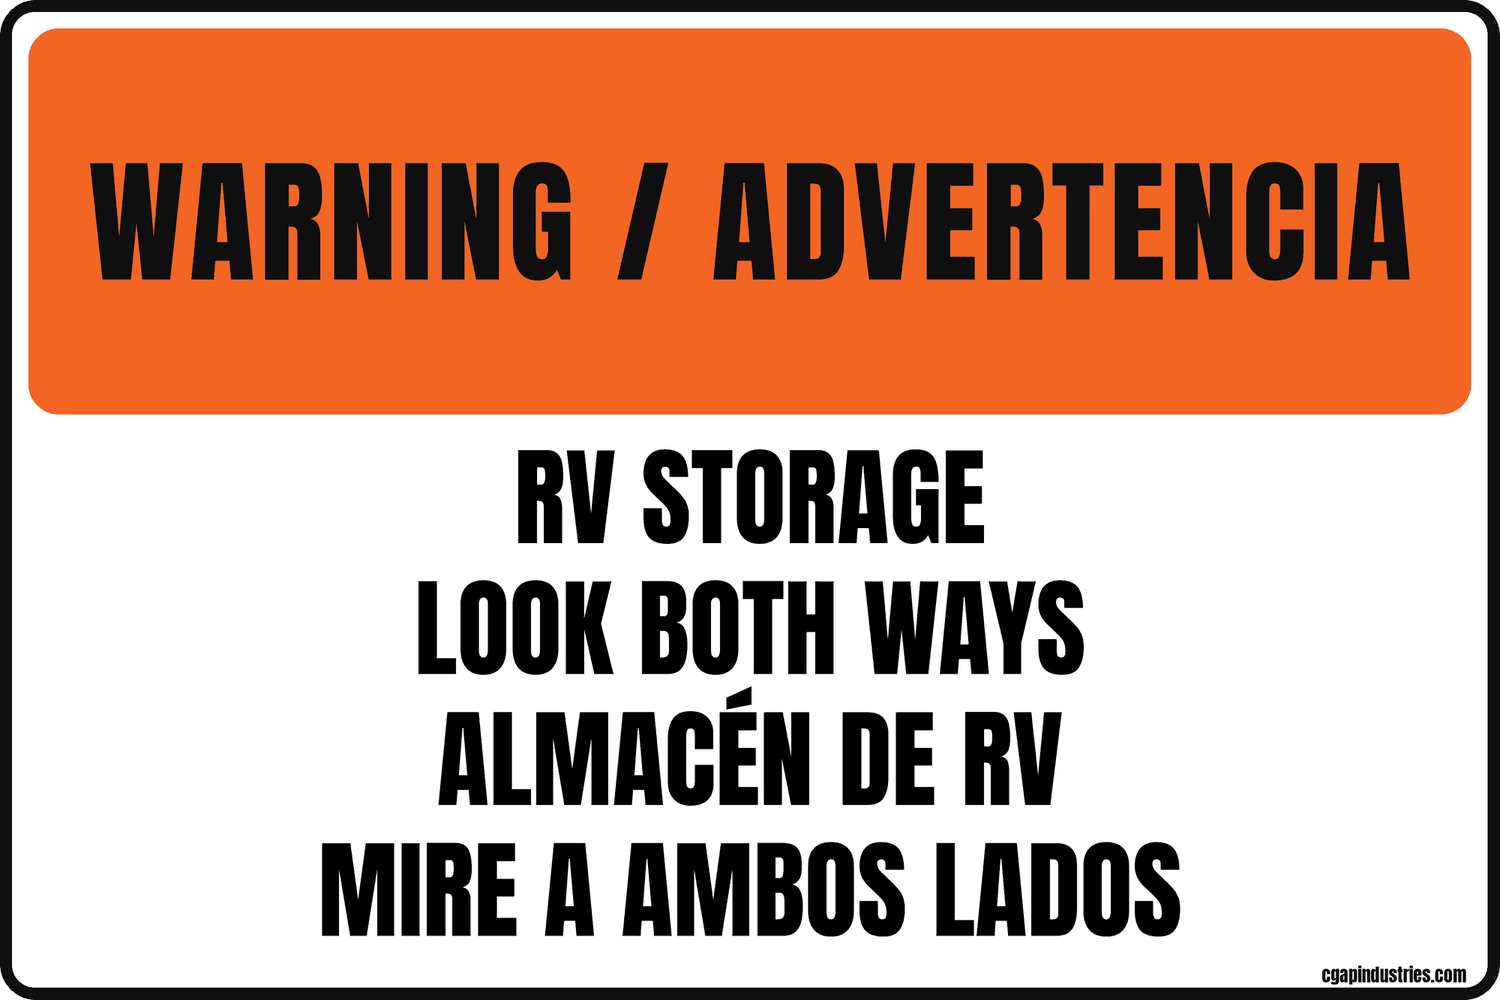 WARNING / ADVERTENCIA
RV STORAGE
LOOK BOTH WAYS
ALMACÉN DE RV
MIRE A AMBOS LADOS
cgapindustries.com